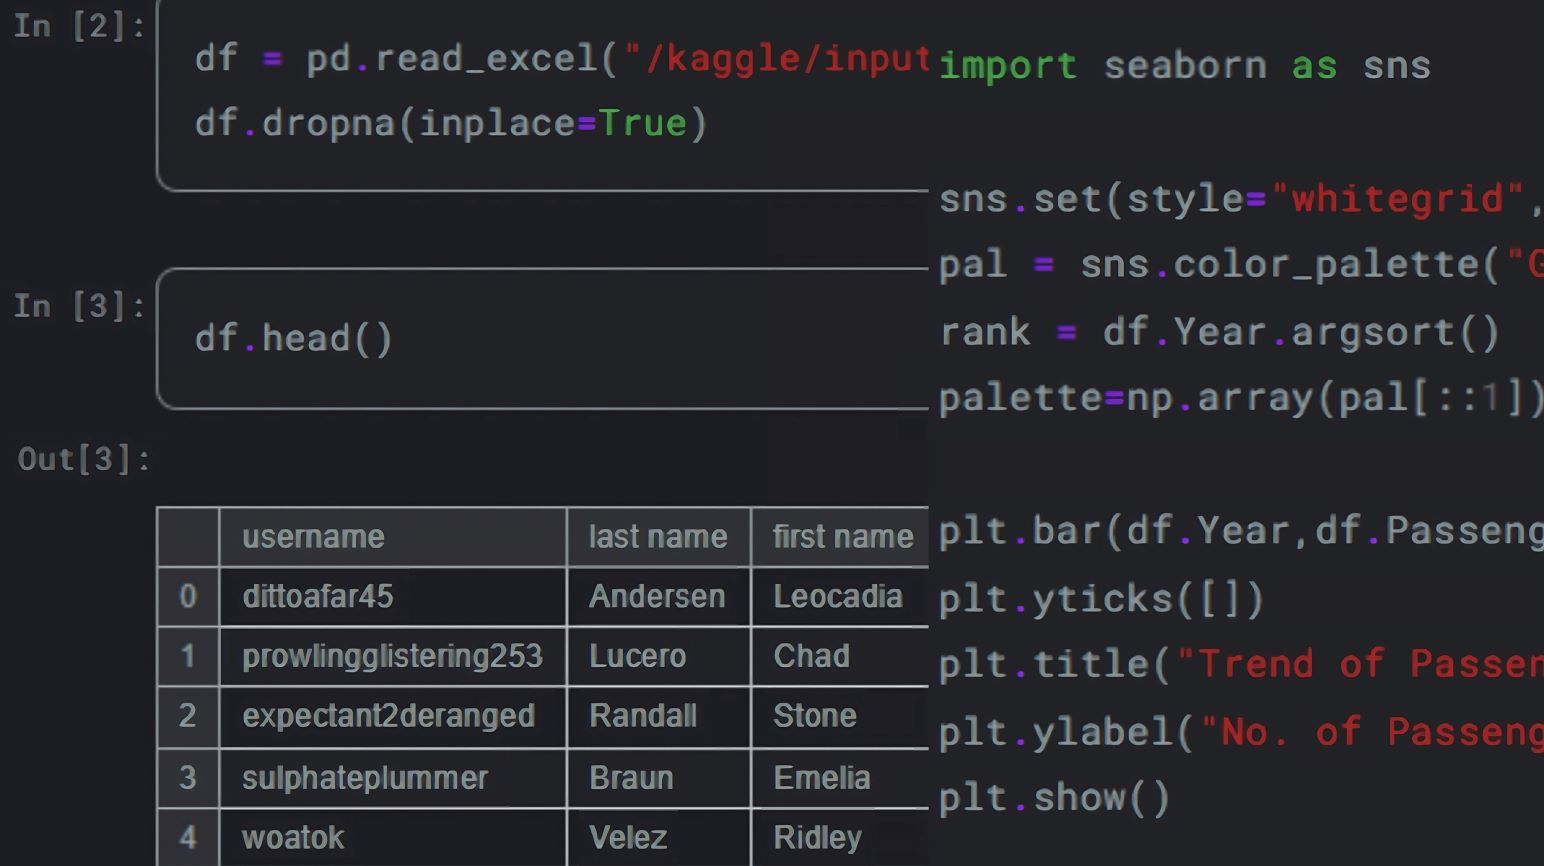 In [2]:
df = pd.read_excel("/kaggle/input
df.dropna(inplace=True)
In [3]:
df.head()
Out[3]:
username last name first name
0 dittoafar45 Andersen Leocadia
1 prowlingglistering253 Lucero Chad
2 expectant2deranged Randall Stone
3 sulphateplummer Braun Emelia
4 woatok Velez Ridley
import seaborn as sns
sns.set(style="whitegrid",
pal = sns.color_palette("G
rank = df.Year.argsort()
palette=np.array(pal[::1])
plt.bar(df.Year,df.Passeng
plt.yticks([])
plt.title("Trend of Passen
plt.ylabel("No. of Passeng
plt.show()